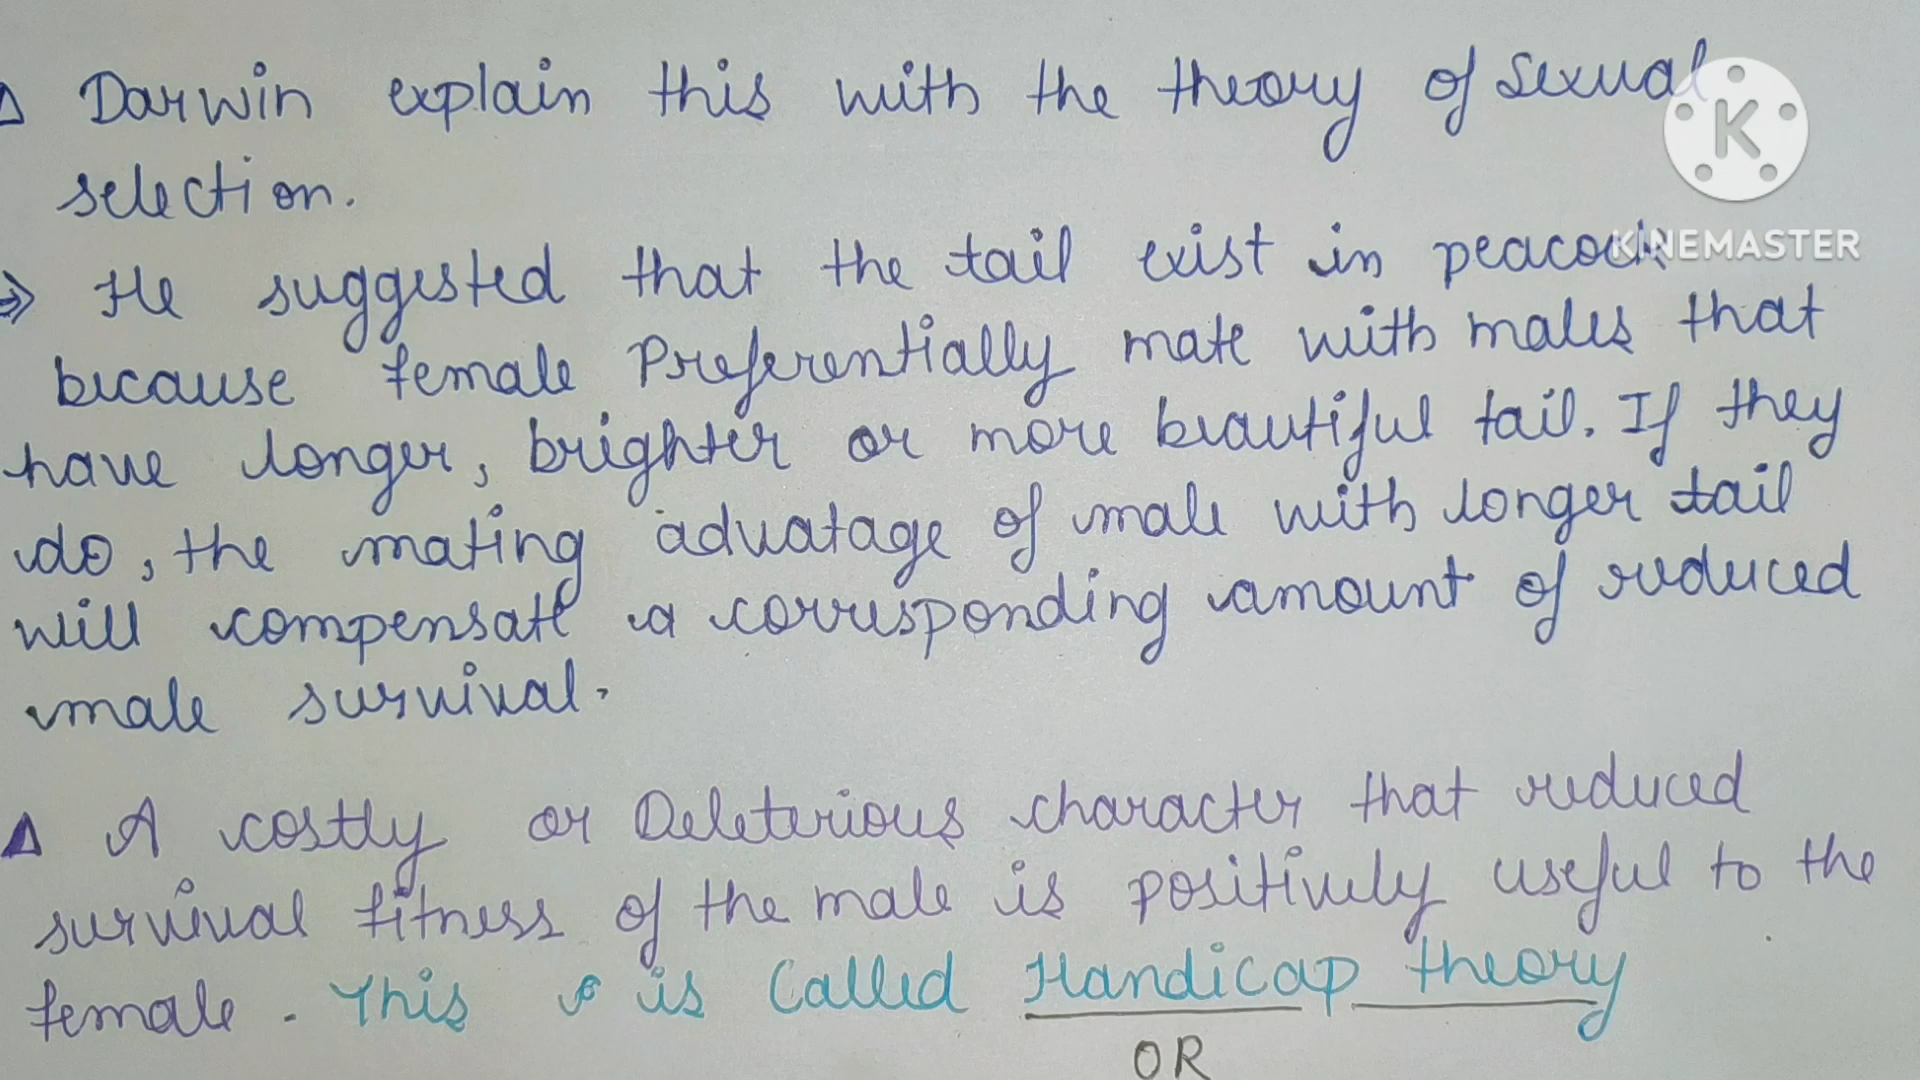 Δ Darwin explain this with the theory of sexual
selection.
⇒ He suggested that the tail exist in peacock
because female Preferentially mate with males that
have longer, brighter or more beautiful tail. If they
do, the mating advatage of male with longer tail
will compensate a corresponding amount of reduced
male survival.
Δ A costly or Deleterious character that reduced
survival fitness of the male is positively useful to the
female. This is Called Handicap theory
OR
K
KINEMASTER